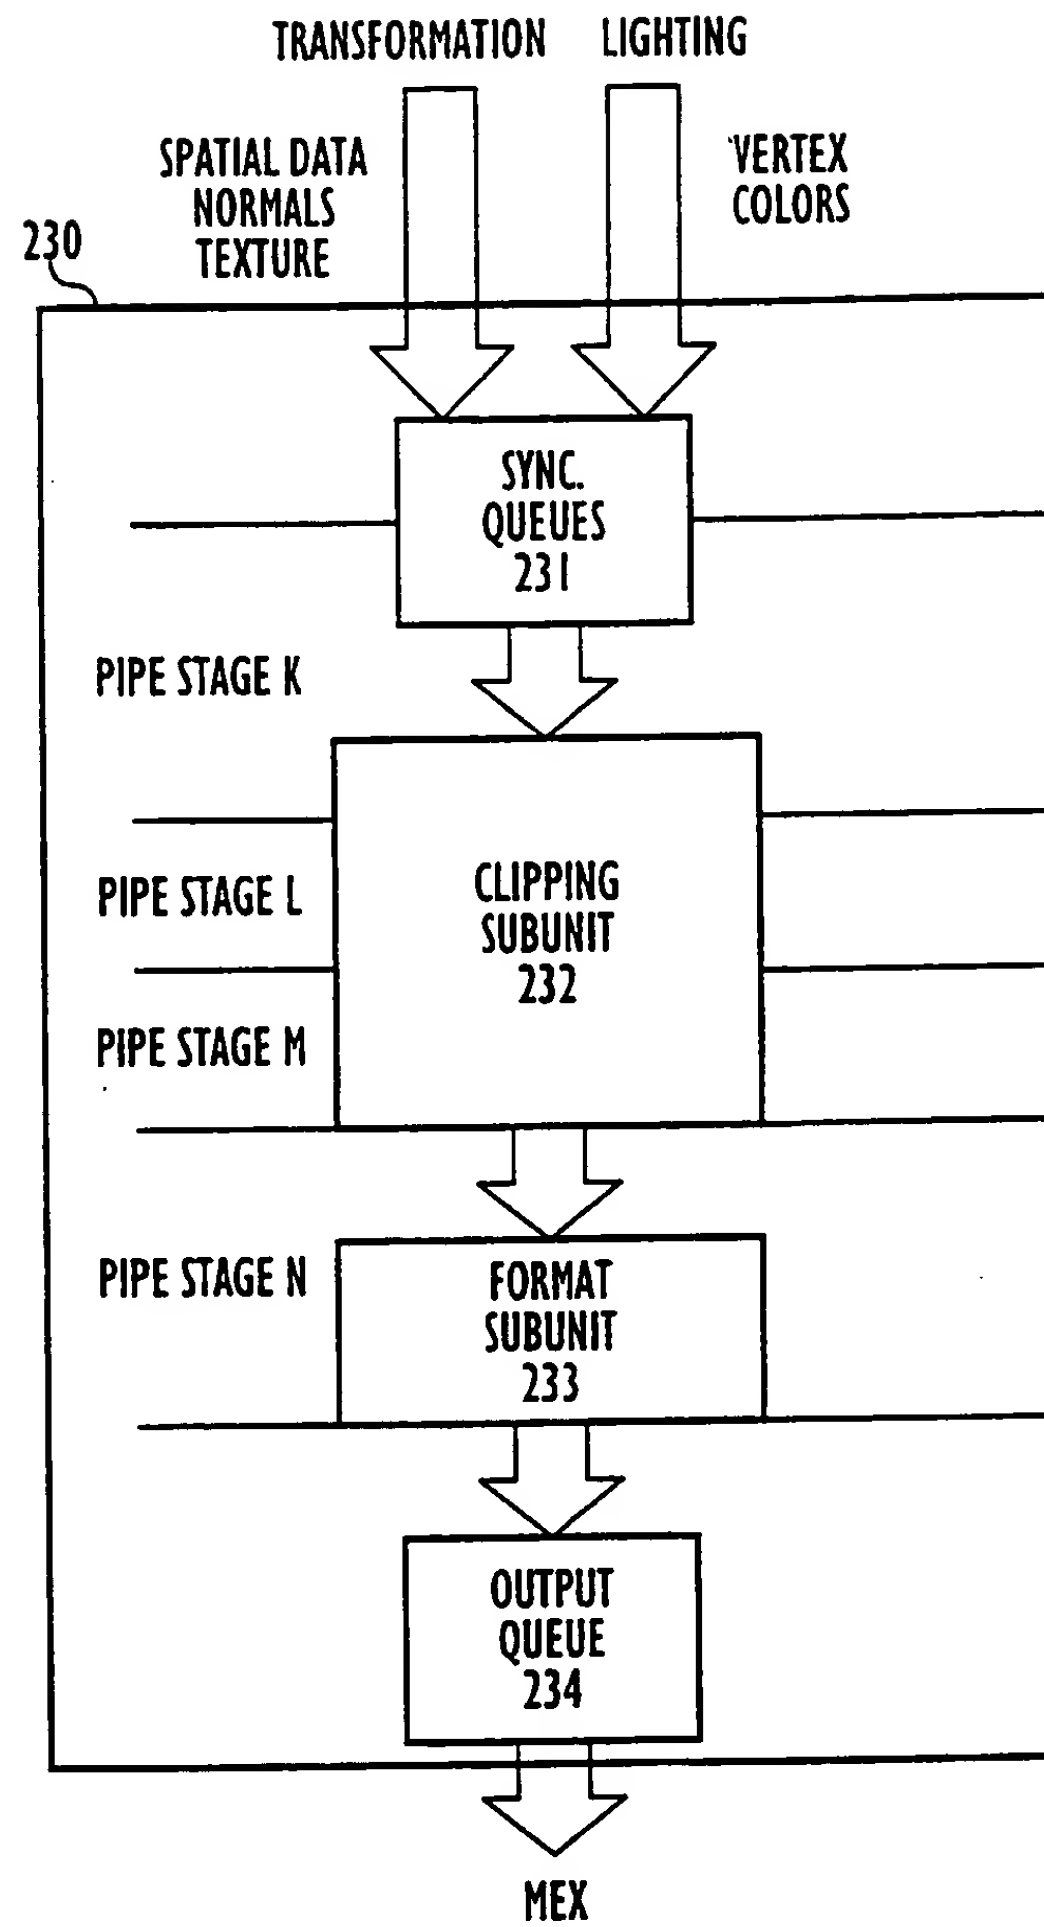 TRANSFORMATION LIGHTING
SPATIAL DATA
NORMALS
TEXTURE
VERTEX
COLORS
230
SYNC.
QUEUES
231
PIPE STAGE K
CLIPPING
SUBUNIT
232
PIPE STAGE L
PIPE STAGE M
PIPE STAGE N
FORMAT
SUBUNIT
233
OUTPUT
QUEUE
234
MEX